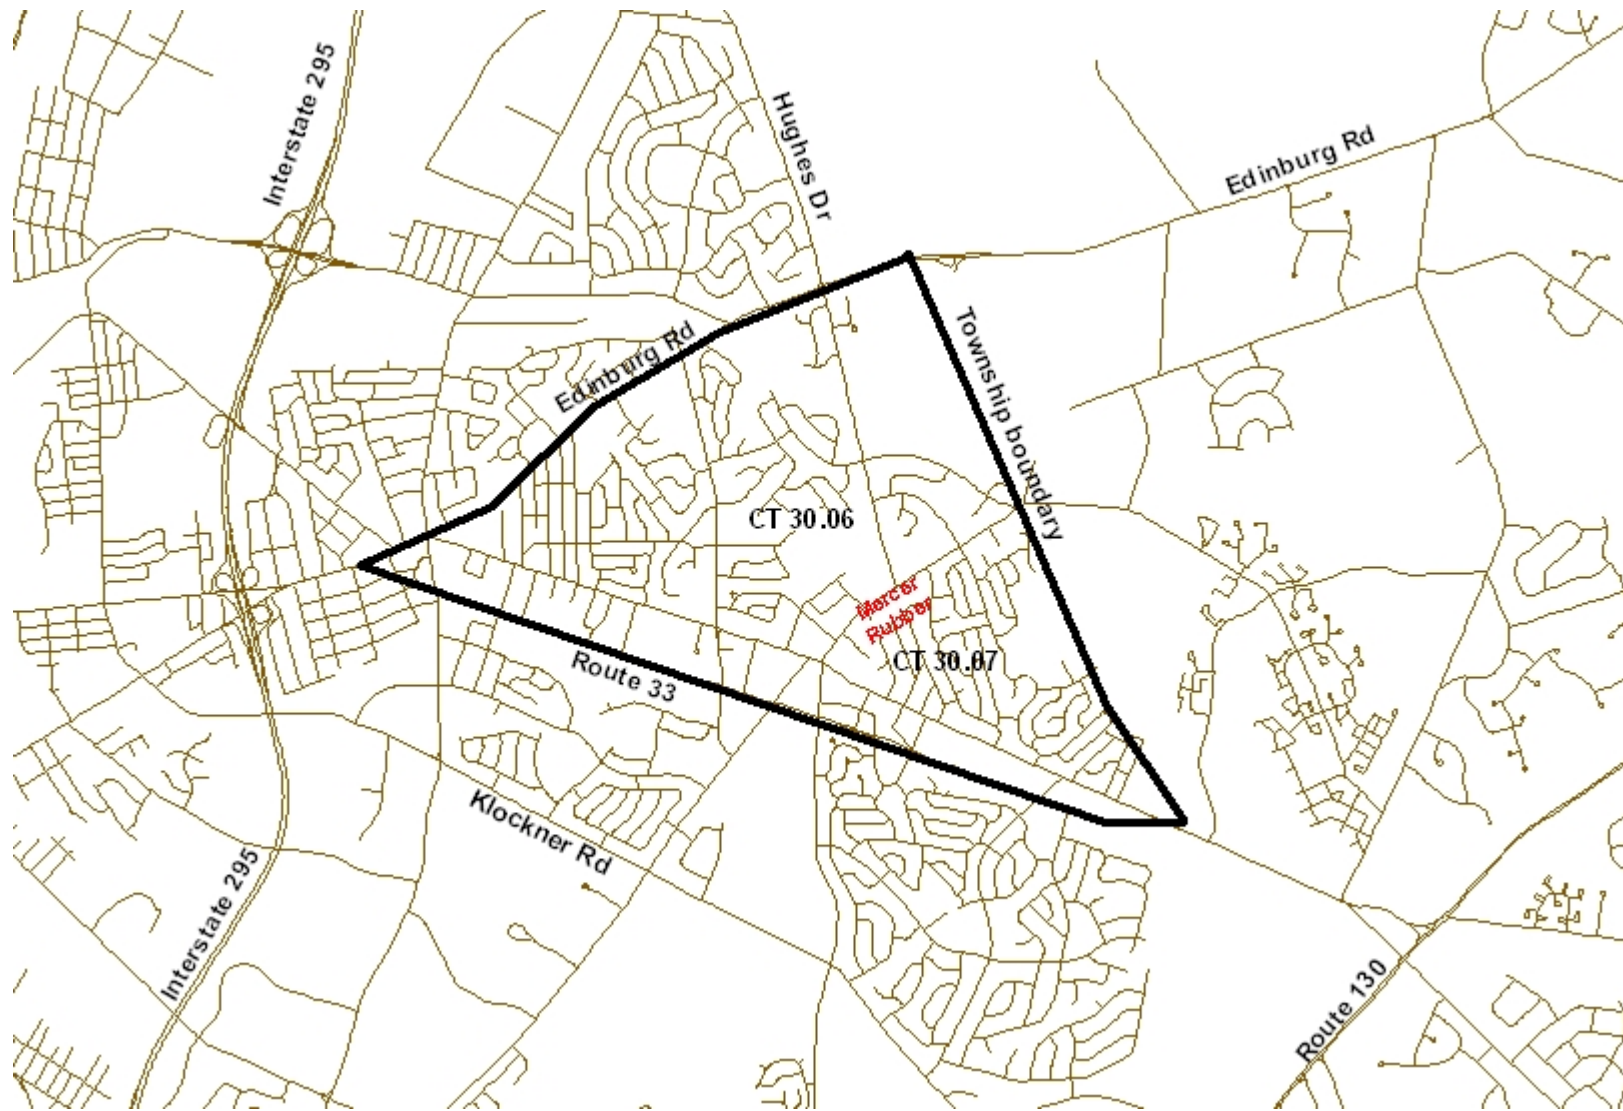 Interstate 295
Hughes Dr
Edinburg Rd
Edinburg Rd
Township boundary
CT 30.06
Mercer
Rubber
CT 30.07
Route 33
Klockner Rd
Interstate 295
Route 130